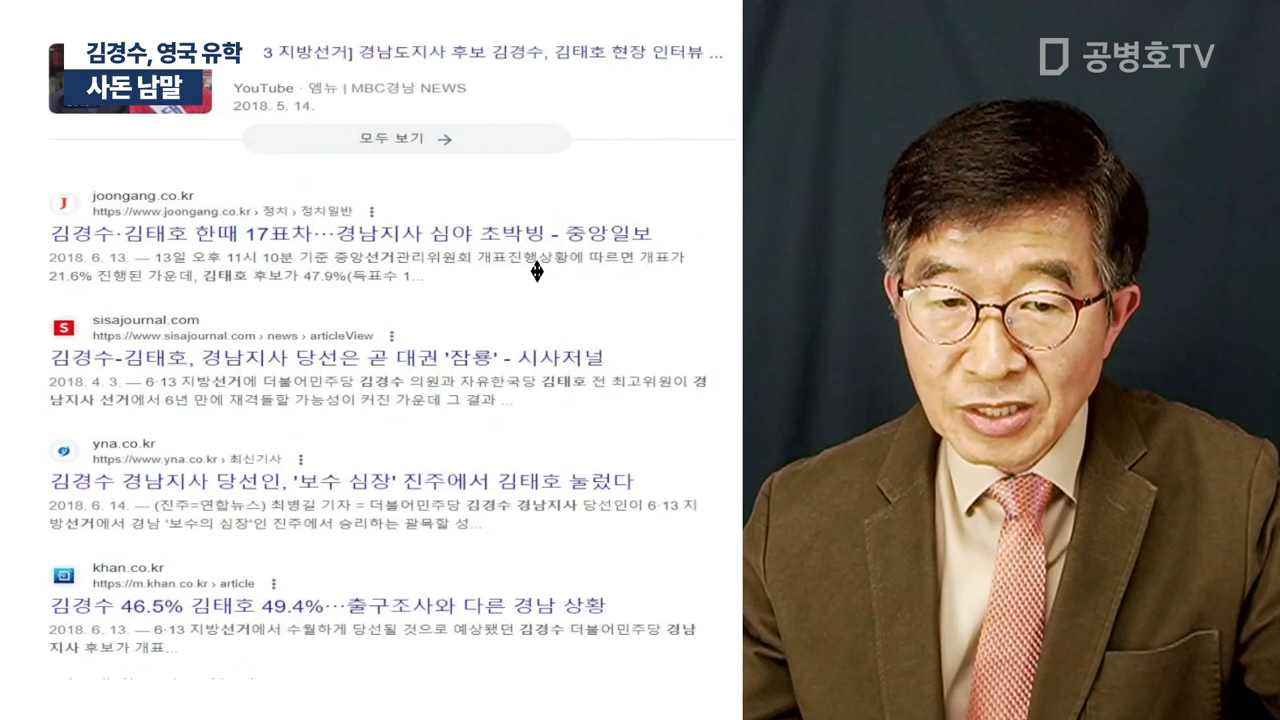 김경수, 영국 유학
사돈 남말
3 지방선거] 경남도지사 후보 김경수, 김태호 현장 인터뷰 ...
YouTube · 엠뉴 | MBC경남 NEWS
2018. 5. 14.
모두 보기 →
joongang.co.kr
https://www.joongang.co.kr › 정치 › 정치일반
김경수·김태호 한때 17표차…경남지사 심야 초박빙 - 중앙일보
2018. 6. 13. — 13일 오후 11시 10분 기준 중앙선거관리위원회 개표진행상황에 따르면 개표가
21.6% 진행된 가운데, 김태호 후보가 47.9%(득표수 1...
sisajournal.com
https://www.sisajournal.com › news › articleView
김경수-김태호, 경남지사 당선은 곧 대권 '잠룡' - 시사저널
2018. 4. 3. — 6·13 지방선거에 더불어민주당 김경수 의원과 자유한국당 김태호 전 최고위원이 경
남지사 선거에서 6년 만에 재격돌할 가능성이 커진 가운데 그 결과 ...
yna.co.kr
https://www.yna.co.kr › 최신기사
김경수 경남지사 당선인, '보수 심장' 진주에서 김태호 눌렀다
2018. 6. 14. — (진주=연합뉴스) 최병길 기자 = 더불어민주당 김경수 경남지사 당선인이 6·13 지
방선거에서 경남 '보수의 심장'인 진주에서 승리하는 괄목할 성...
khan.co.kr
https://m.khan.co.kr › article
김경수 46.5% 김태호 49.4%…출구조사와 다른 경남 상황
2018. 6. 13. — 6·13 지방선거에서 수월하게 당선될 것으로 예상됐던 김경수 더불어민주당 경남
지사 후보가 개표...
공병호TV